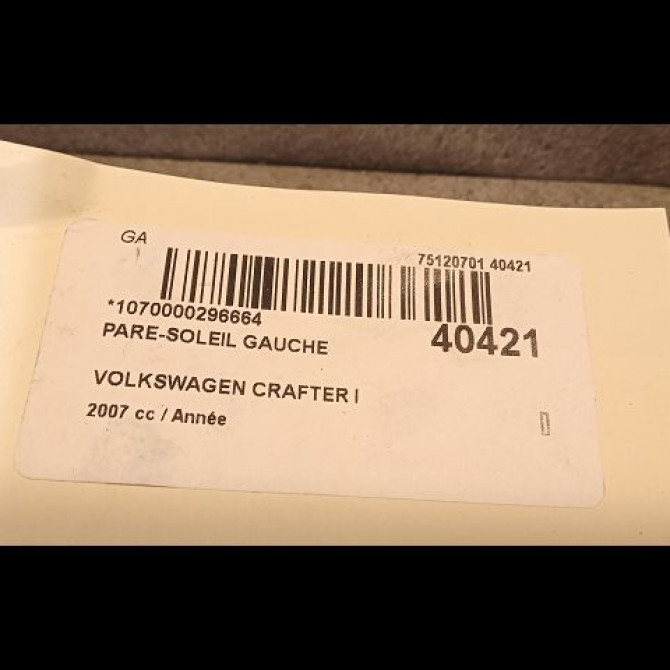 GA
75120701 40421
*1070000296664
40421
PARE-SOLEIL GAUCHE
VOLKSWAGEN CRAFTER I
2007 cc / Année